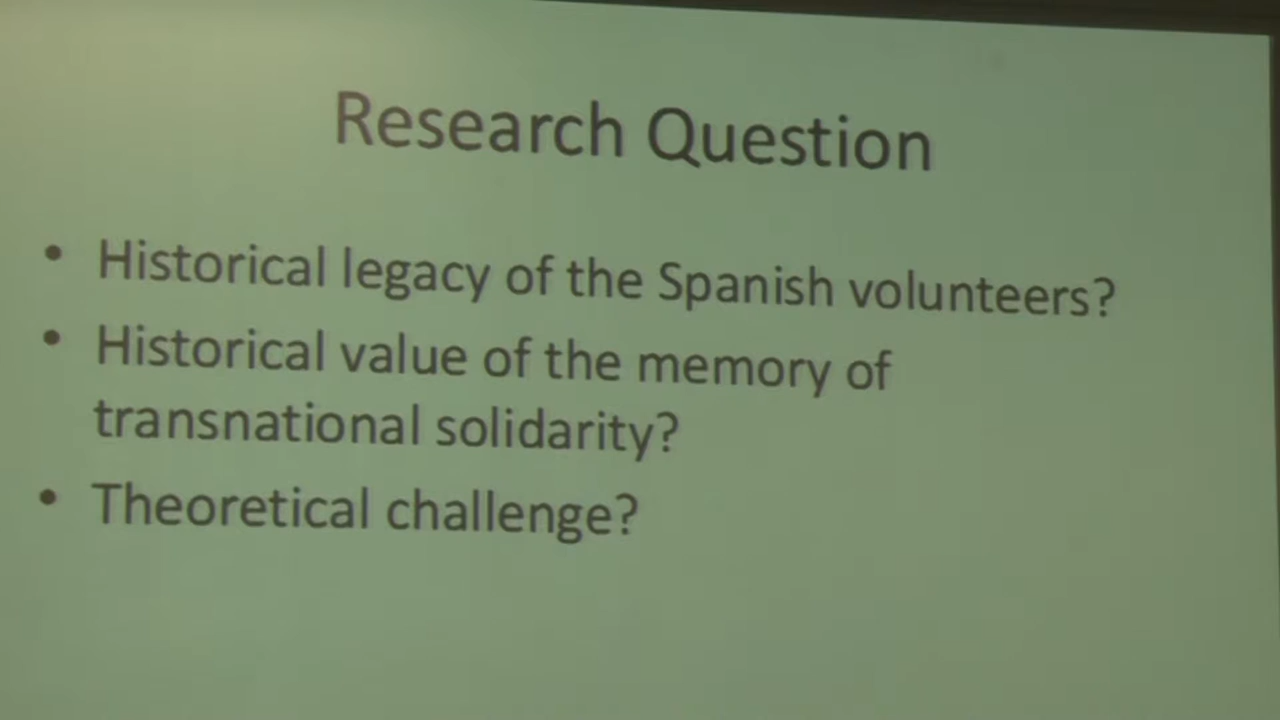 Research Question
• Historical legacy of the Spanish volunteers?
• Historical value of the memory of
transnational solidarity?
• Theoretical challenge?